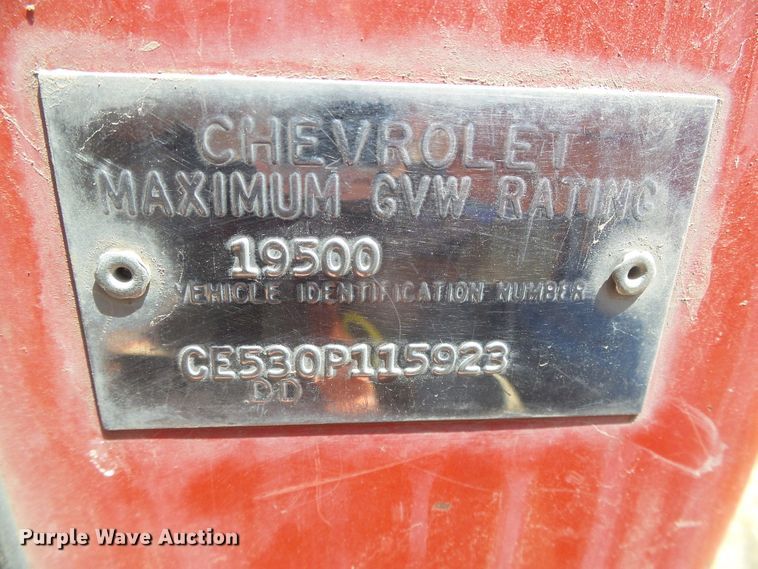 CHEVROLET
MAXIMUM GVW RATING
19500
VEHICLE IDENTIFICATION NUMBER
CE530P115923
DD
Purple Wave Auction